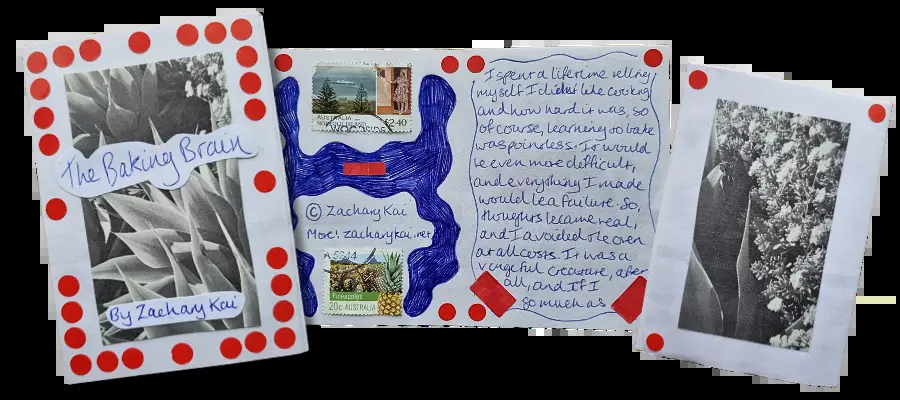 The Baking Brain
By Zachary Kai
AUSTRALIA
NORFOLK ISLAND
WOODSIDE
$2.40
© Zachary Kai
More! zacharykai.net
Pineapples
20c AUSTRALIA
I spent a lifetime telling
myself I didn't like cooking
and how hard it was, so
of course, learning to bake
was pointless. It would
be even more difficult,
and everything I made
would be a failure. So,
thoughts became real,
and I avoided the oven
at all costs. It was a
vengeful creature, after
all, and if I
so much as